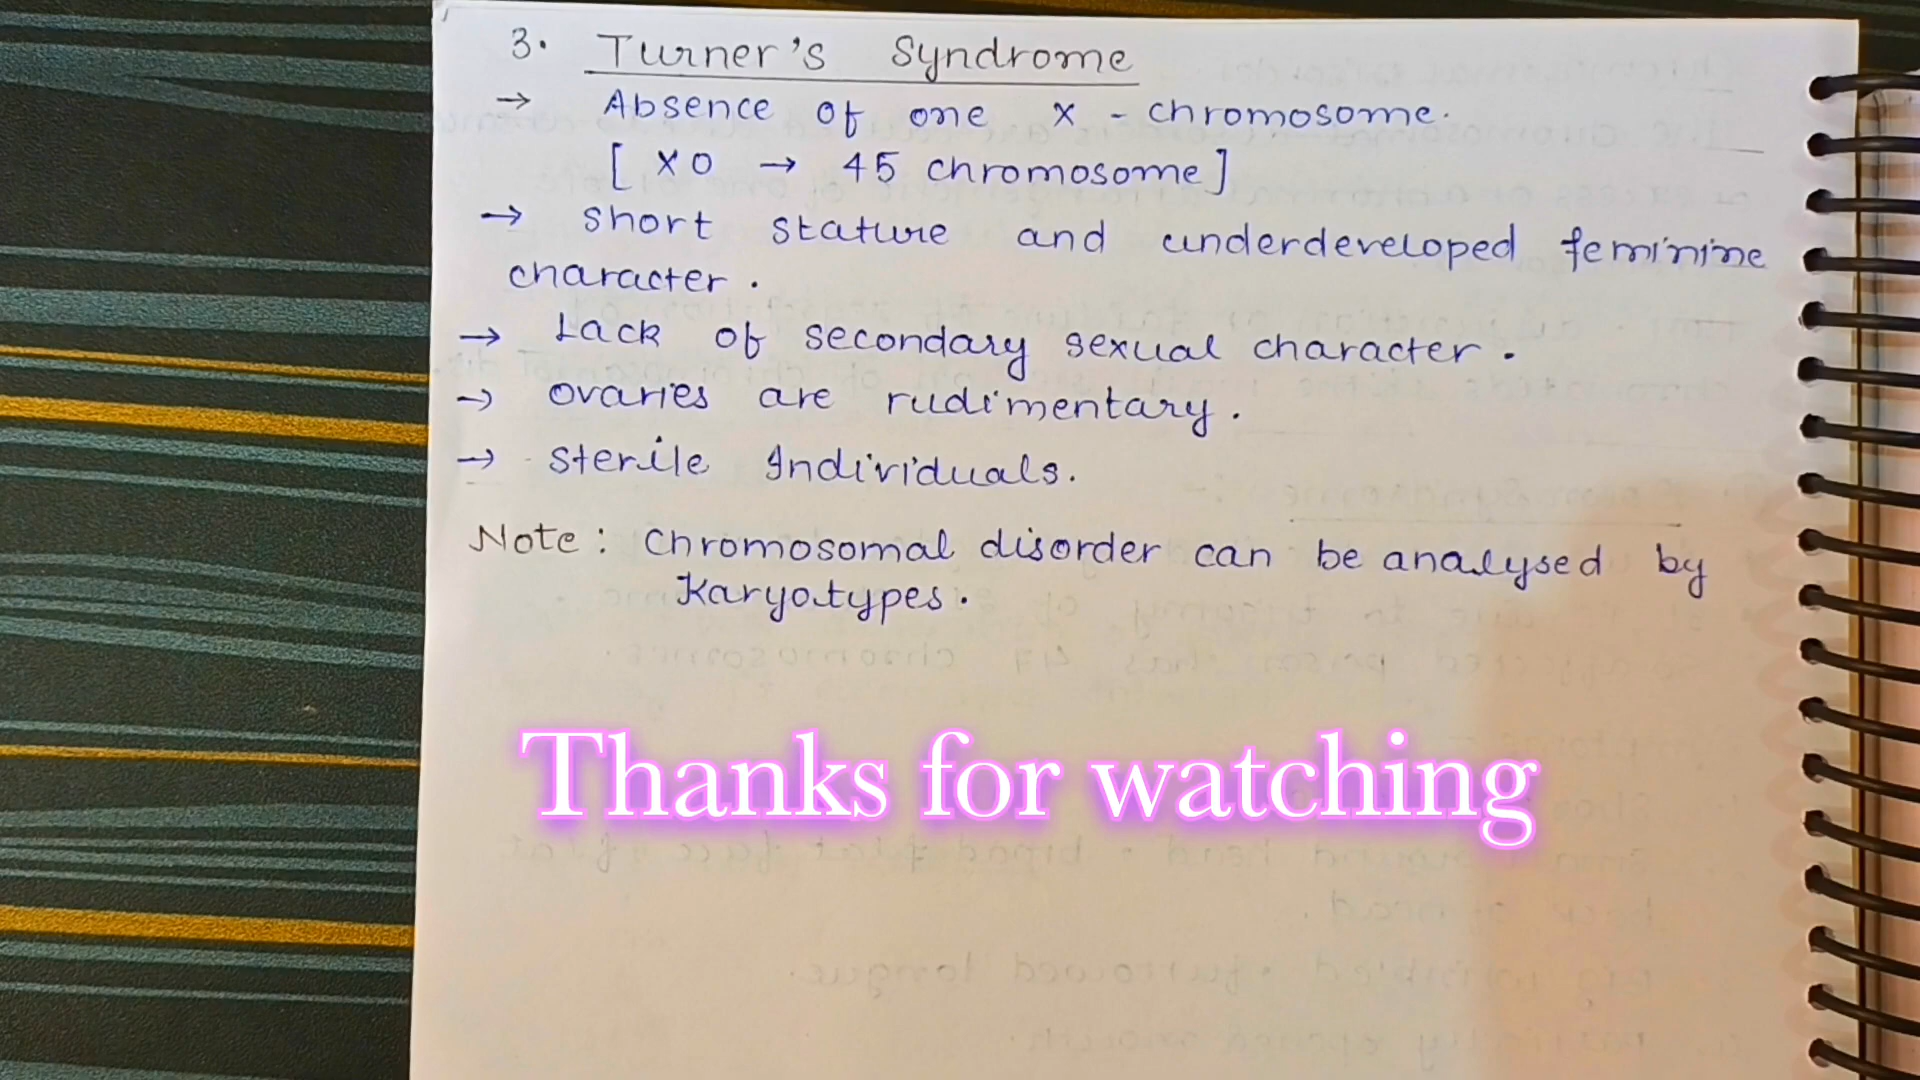 3. Turner's Syndrome
→ Absence of one X - chromosome.
[ XO → 45 chromosome]
→ short stature and underdeveloped feminine
character.
→ Lack of secondary sexual character.
→ ovaries are rudimentary.
→ sterile Individuals.
Note: Chromosomal disorder can be analysed by
Karyotypes.
Thanks for watching